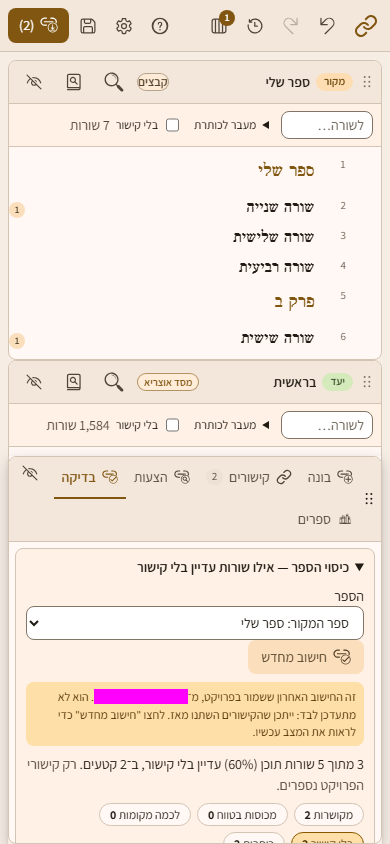 (2)
1
מקור ספר שלי קבצים
לשורה... מעבר לכותרת בלי קישור 7 שורות
1 ספר שלי
2 שורה שנייה 1
3 שורה שלישית
4 שורה רביעית
5 פרק ב
6 שורה שישית 1
יעד בראשית מסד אוצריא
לשורה... מעבר לכותרת בלי קישור 1,584 שורות
בונה קישורים 2 הצעות בדיקה
ספרים
▼ כיסוי הספר — אילו שורות עדיין בלי קישור
הספר
ספר המקור: ספר שלי
חישוב מחדש
זה החישוב האחרון ששמור בפרויקט, מ־. הוא לא
מתעדכן לבד: ייתכן שהקישורים השתנו מאז. לחצו "חישוב מחדש" כדי
לראות את המצב עכשיו.
3 מתוך 5 שורות תוכן (60%) עדיין בלי קישור, ב־2 קטעים. רק קישורי
הפרויקט נספרים.
מקושרות 2 מכוסות בטווח 0 לכמה מקומות 0